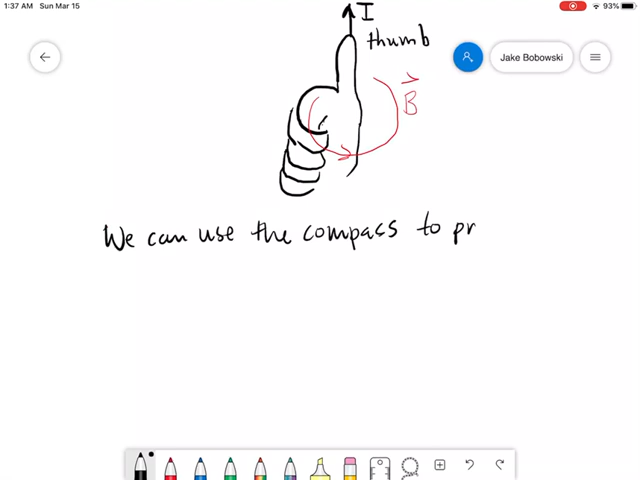 1:37 AM Sun Mar 15
93%
I
thumb
B
Jake Bobowski
We can use the compass to pr